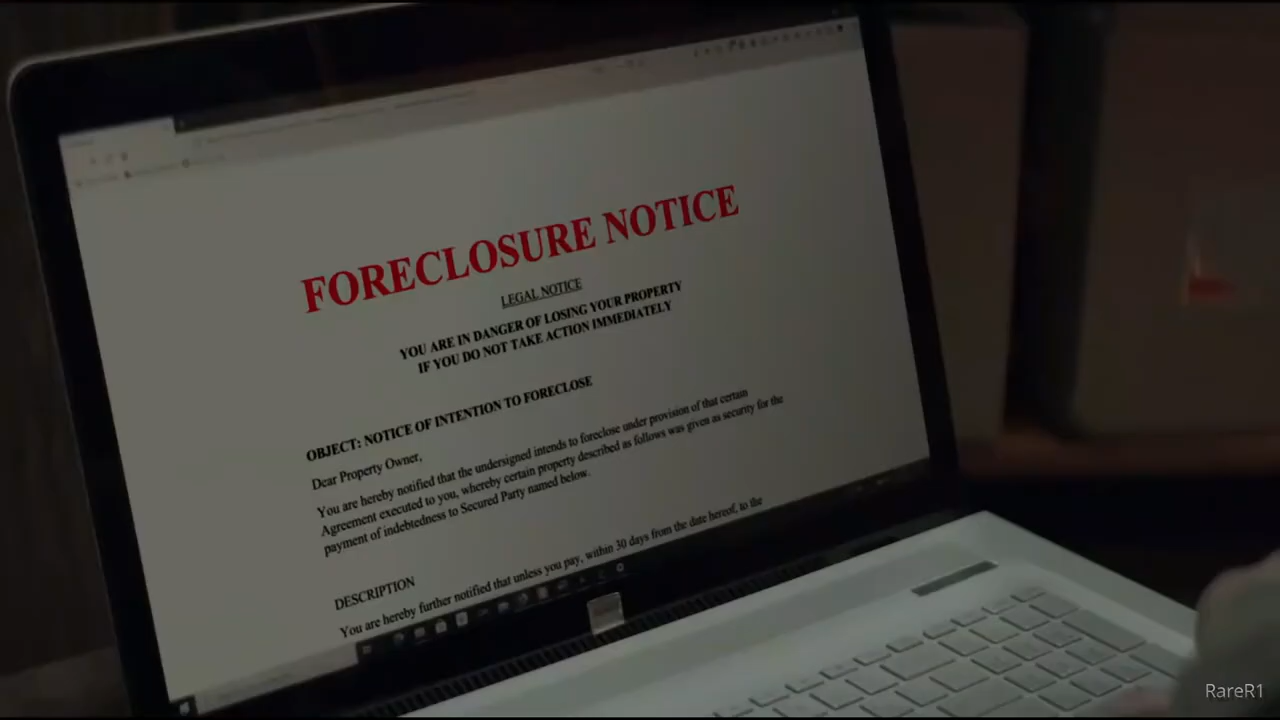 FORECLOSURE NOTICE
LEGAL NOTICE
YOU ARE IN DANGER OF LOSING YOUR PROPERTY
IF YOU DO NOT TAKE ACTION IMMEDIATELY
OBJECT: NOTICE OF INTENTION TO FORECLOSE
Dear Property Owner,
You are hereby notified that the undersigned intends to foreclose under provision of that certain
Agreement executed to you, whereby certain property described as follows was given as security for the
payment of indebtedness to Secured Party named below.
DESCRIPTION
You are hereby further notified that unless you pay, within 30 days from the date hereof, to the
RareR1